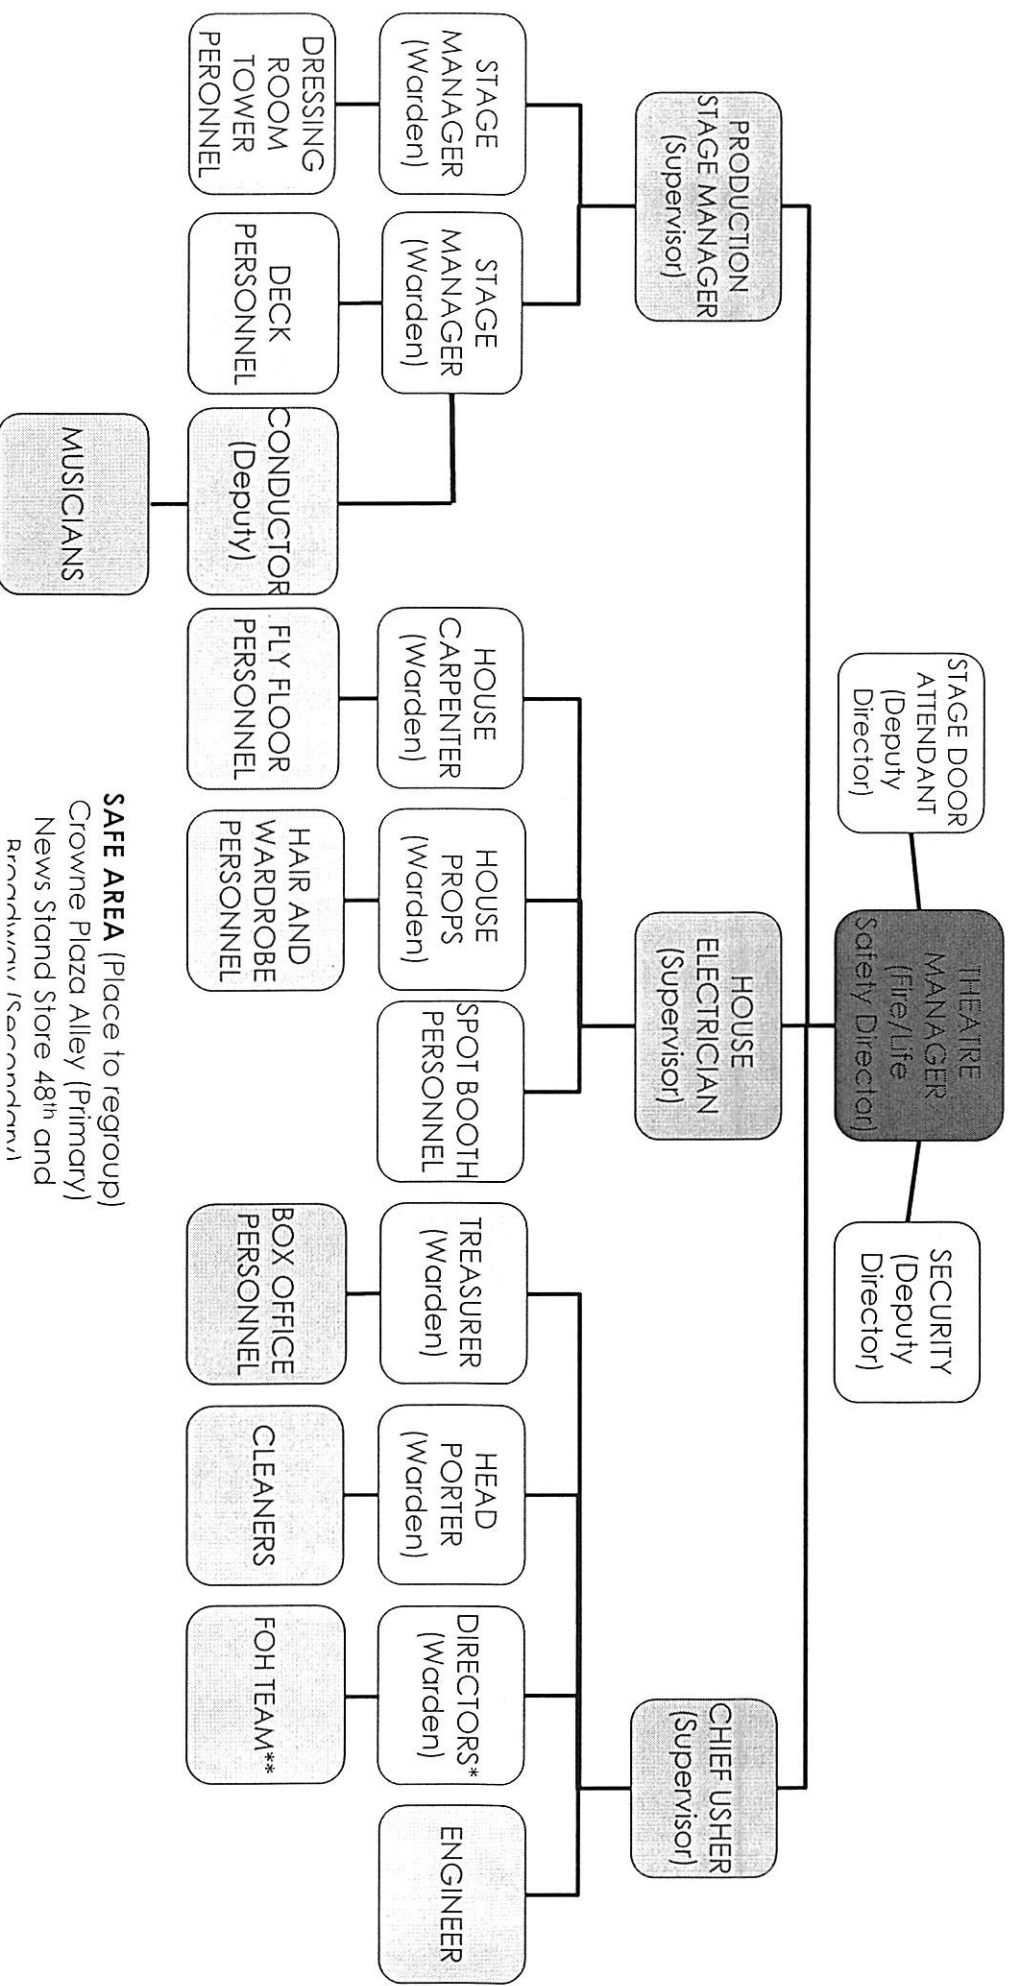 THEATRE
MANAGER
(Fire/Life
Safety Director)
STAGE DOOR
ATTENDANT
(Deputy
Director)
SECURITY
(Deputy
Director)
PRODUCTION
STAGE MANAGER
(Supervisor)
HOUSE
ELECTRICIAN
(Supervisor)
CHIEF USHER
(Supervisor)
STAGE
MANAGER
(Warden)
STAGE
MANAGER
(Warden)
HOUSE
CARPENTER
(Warden)
HOUSE
PROPS
(Warden)
SPOT BOOTH
PERSONNEL
TREASURER
(Warden)
HEAD
PORTER
(Warden)
DIRECTORS*
(Warden)
ENGINEER
DRESSING
ROOM
TOWER
PERONNEL
DECK
PERSONNEL
CONDUCTOR
(Deputy)
FLY FLOOR
PERSONNEL
HAIR AND
WARDROBE
PERSONNEL
BOX OFFICE
PERSONNEL
CLEANERS
FOH TEAM**
MUSICIANS
SAFE AREA (Place to regroup)
Crowne Plaza Alley (Primary)
News Stand Store 48th and
Broadway (Secondary)